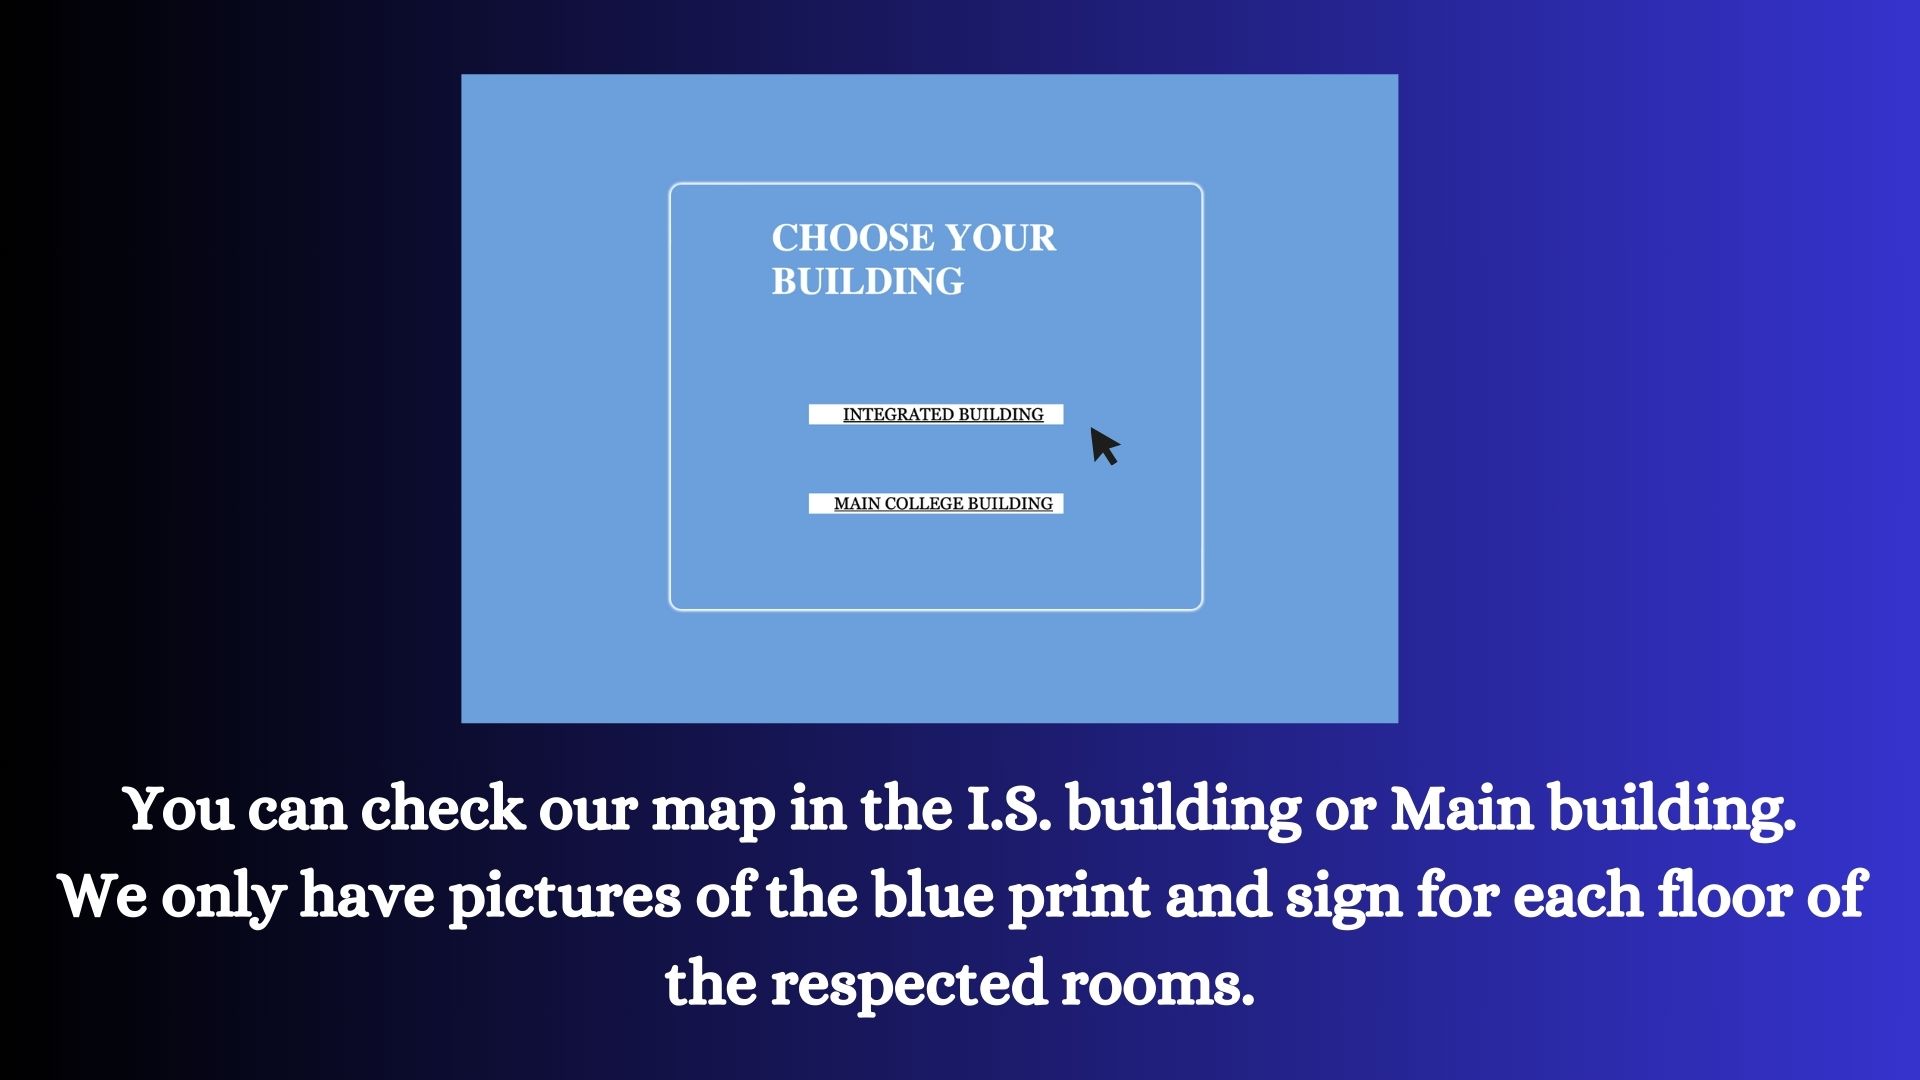 CHOOSE YOUR
BUILDING
INTEGRATED BUILDING
MAIN COLLEGE BUILDING
You can check our map in the I.S. building or Main building.
We only have pictures of the blue print and sign for each floor of
the respected rooms.